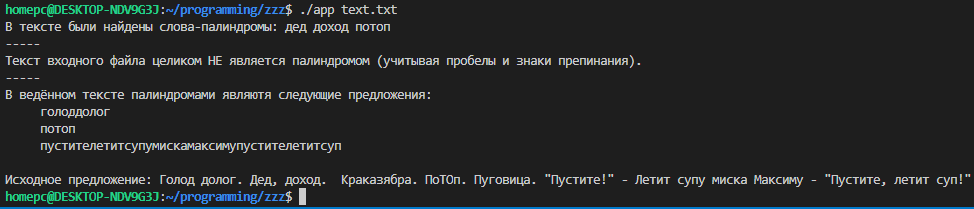 homepc@DESKTOP-NDV9G3J:~/programming/zzz$ ./app text.txt
В тексте были найдены слова-палиндромы: дед доход потоп
-----
Текст входного файла целиком НЕ является палиндромом (учитывая пробелы и знаки препинания).
-----
В ведённом тексте палиндромами являютя следующие предложения:
голоддолог
потоп
пустителетитсупумискамаксимупустителетитсуп
Исходное предложение: Голод долог. Дед, доход.  Краказябра. ПоТОп. Пуговица. "Пустите!" - Летит супу миска Максиму - "Пустите, летит суп!"
homepc@DESKTOP-NDV9G3J:~/programming/zzz$